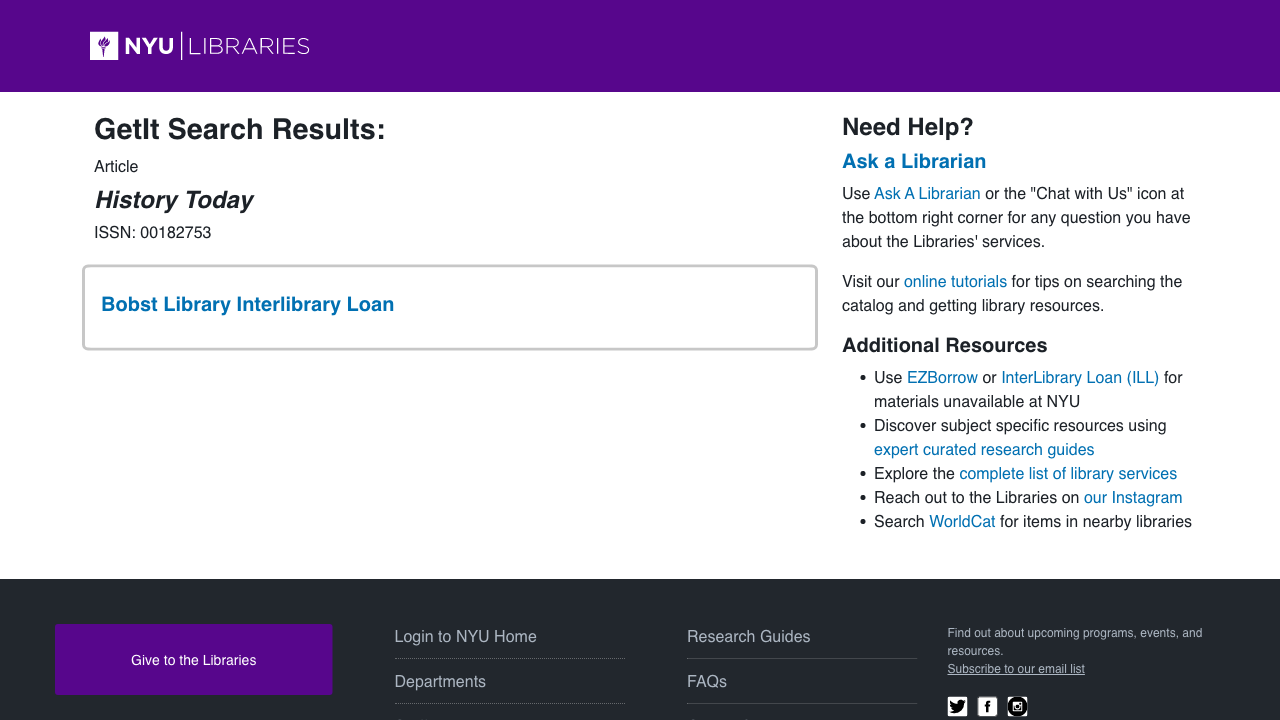 NYU LIBRARIES
GetIt Search Results:
Article
History Today
ISSN: 00182753
Bobst Library Interlibrary Loan
Need Help?
Ask a Librarian
Use Ask A Librarian or the "Chat with Us" icon at
the bottom right corner for any question you have
about the Libraries' services.
Visit our online tutorials for tips on searching the
catalog and getting library resources.
Additional Resources
• Use EZBorrow or InterLibrary Loan (ILL) for
materials unavailable at NYU
• Discover subject specific resources using
expert curated research guides
• Explore the complete list of library services
• Reach out to the Libraries on our Instagram
• Search WorldCat for items in nearby libraries
Give to the Libraries
Login to NYU Home
Departments
Research Guides
FAQs
Find out about upcoming programs, events, and
resources.
Subscribe to our email list